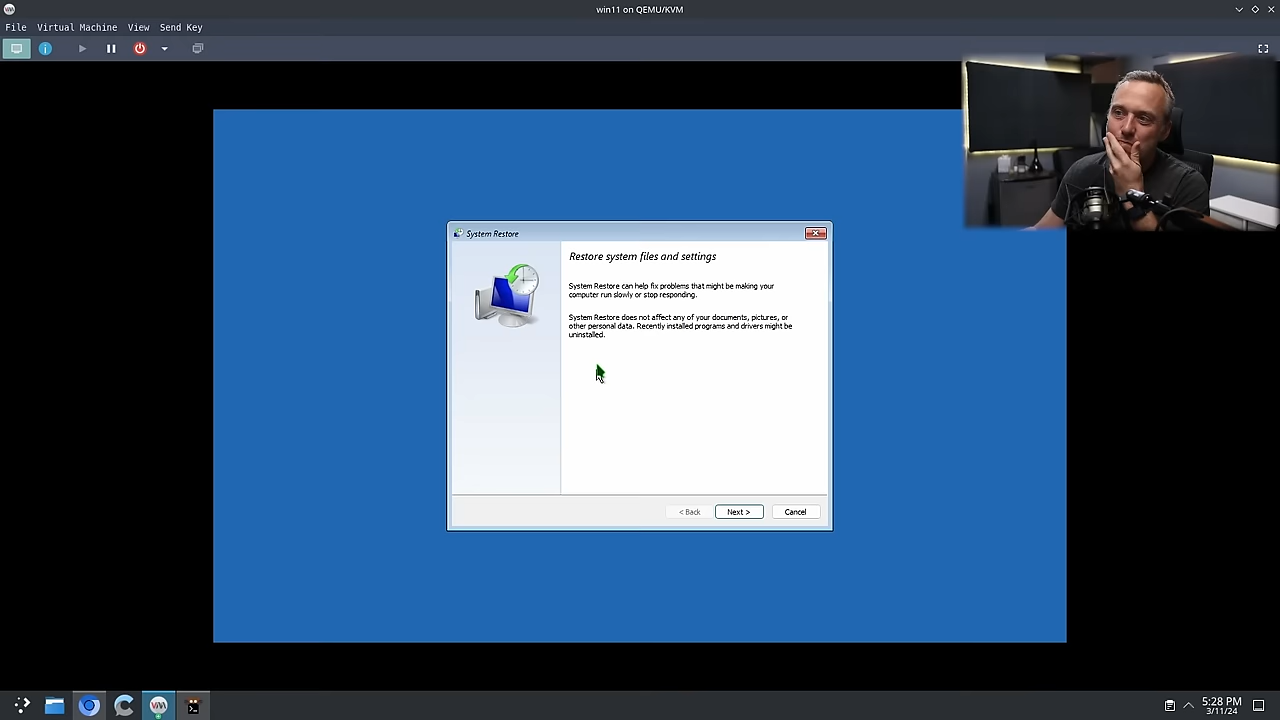 win11 on QEMU/KVM
File Virtual Machine View Send Key
System Restore
Restore system files and settings
System Restore can help fix problems that might be making your
computer run slowly or stop responding.
System Restore does not affect any of your documents, pictures, or
other personal data. Recently installed programs and drivers might be
uninstalled.
< Back Next > Cancel
5:28 PM
3/11/24